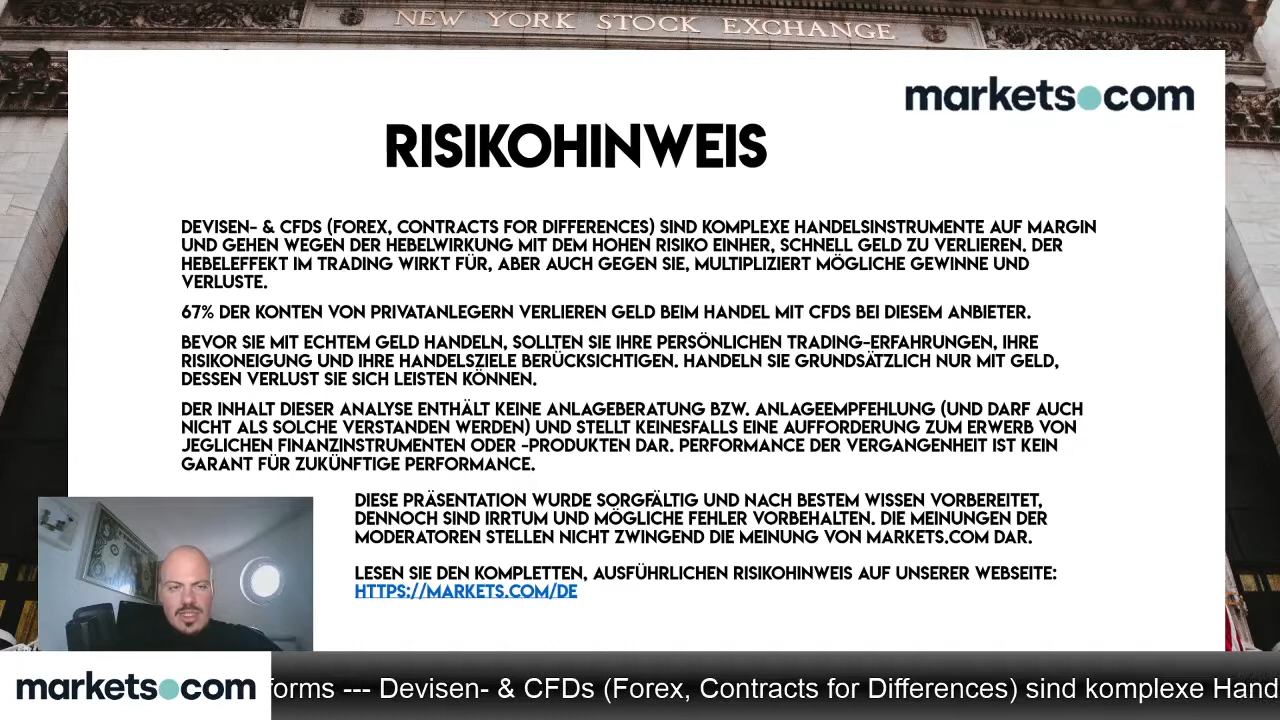 NEW YORK STOCK EXCHANGE
markets.com
RISIKOHINWEIS
DEVISEN- & CFDS (FOREX, CONTRACTS FOR DIFFERENCES) SIND KOMPLEXE HANDELSINSTRUMENTE AUF MARGIN
UND GEHEN WEGEN DER HEBELWIRKUNG MIT DEM HOHEN RISIKO EINHER, SCHNELL GELD ZU VERLIEREN. DER
HEBELEFFEKT IM TRADING WIRKT FÜR, ABER AUCH GEGEN SIE, MULTIPLIZIERT MÖGLICHE GEWINNE UND
VERLUSTE.
67% DER KONTEN VON PRIVATANLEGERN VERLIEREN GELD BEIM HANDEL MIT CFDS BEI DIESEM ANBIETER.
BEVOR SIE MIT ECHTEM GELD HANDELN, SOLLTEN SIE IHRE PERSÖNLICHEN TRADING-ERFAHRUNGEN, IHRE
RISIKONEIGUNG UND IHRE HANDELSZIELE BERÜCKSICHTIGEN. HANDELN SIE GRUNDSÄTZLICH NUR MIT GELD,
DESSEN VERLUST SIE SICH LEISTEN KÖNNEN.
DER INHALT DIESER ANALYSE ENTHÄLT KEINE ANLAGEBERATUNG BZW. ANLAGEEMPFEHLUNG (UND DARF AUCH
NICHT ALS SOLCHE VERSTANDEN WERDEN) UND STELLT KEINESFALLS EINE AUFFORDERUNG ZUM ERWERB VON
JEGLICHEN FINANZINSTRUMENTEN ODER -PRODUKTEN DAR. PERFORMANCE DER VERGANGENHEIT IST KEIN
GARANT FÜR ZUKÜNFTIGE PERFORMANCE.
DIESE PRÄSENTATION WURDE SORGFÄLTIG UND NACH BESTEM WISSEN VORBEREITET,
DENNOCH SIND IRRTUM UND MÖGLICHE FEHLER VORBEHALTEN. DIE MEINUNGEN DER
MODERATOREN STELLEN NICHT ZWINGEND DIE MEINUNG VON MARKETS.COM DAR.
LESEN SIE DEN KOMPLETTEN, AUSFÜHRLICHEN RISIKOHINWEIS AUF UNSERER WEBSEITE:
HTTPS://MARKETS.COM/DE
markets.com
forms --- Devisen- & CFDs (Forex, Contracts for Differences) sind komplexe Hand